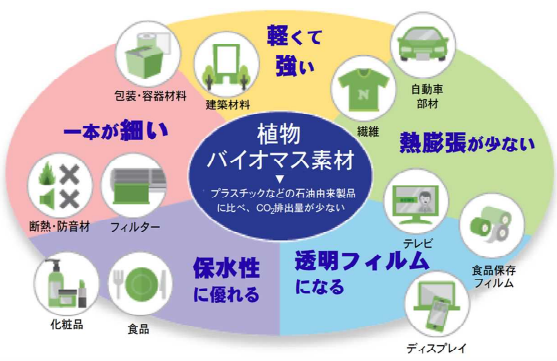 軽くて
強い
包装・容器材料
建築材料
繊維
N
自動車
部材
一本が細い
熱膨張が少ない
植物
バイオマス素材
▼
プラスチックなどの石油由来製品
に比べ、CO₂排出量が少ない
断熱・防音材
フィルター
テレビ
食品保存
フィルム
保水性
に優れる
透明フィルム
になる
化粧品
食品
ディスプレイ